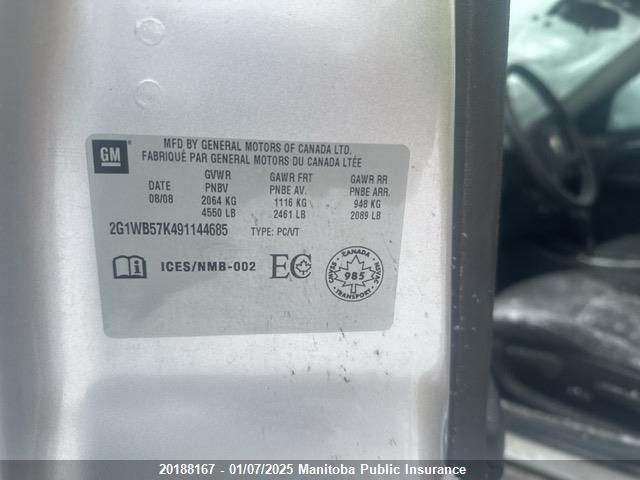 GM
MFD BY GENERAL MOTORS OF CANADA LTD.
FABRIQUÉ PAR GENERAL MOTORS DU CANADA LTÉE
GVWR GAWR FRT GAWR RR
DATE PNBV PNBE AV. PNBE ARR.
08/08 2064 KG 1116 KG 948 KG
4550 LB 2461 LB 2089 LB
2G1WB57K491144685 TYPE: PC/VT
ICES/NMB-002 EC
CANADA
CMVSS 985 NSVAC
TRANSPORT
20188167 - 01/07/2025 Manitoba Public Insurance